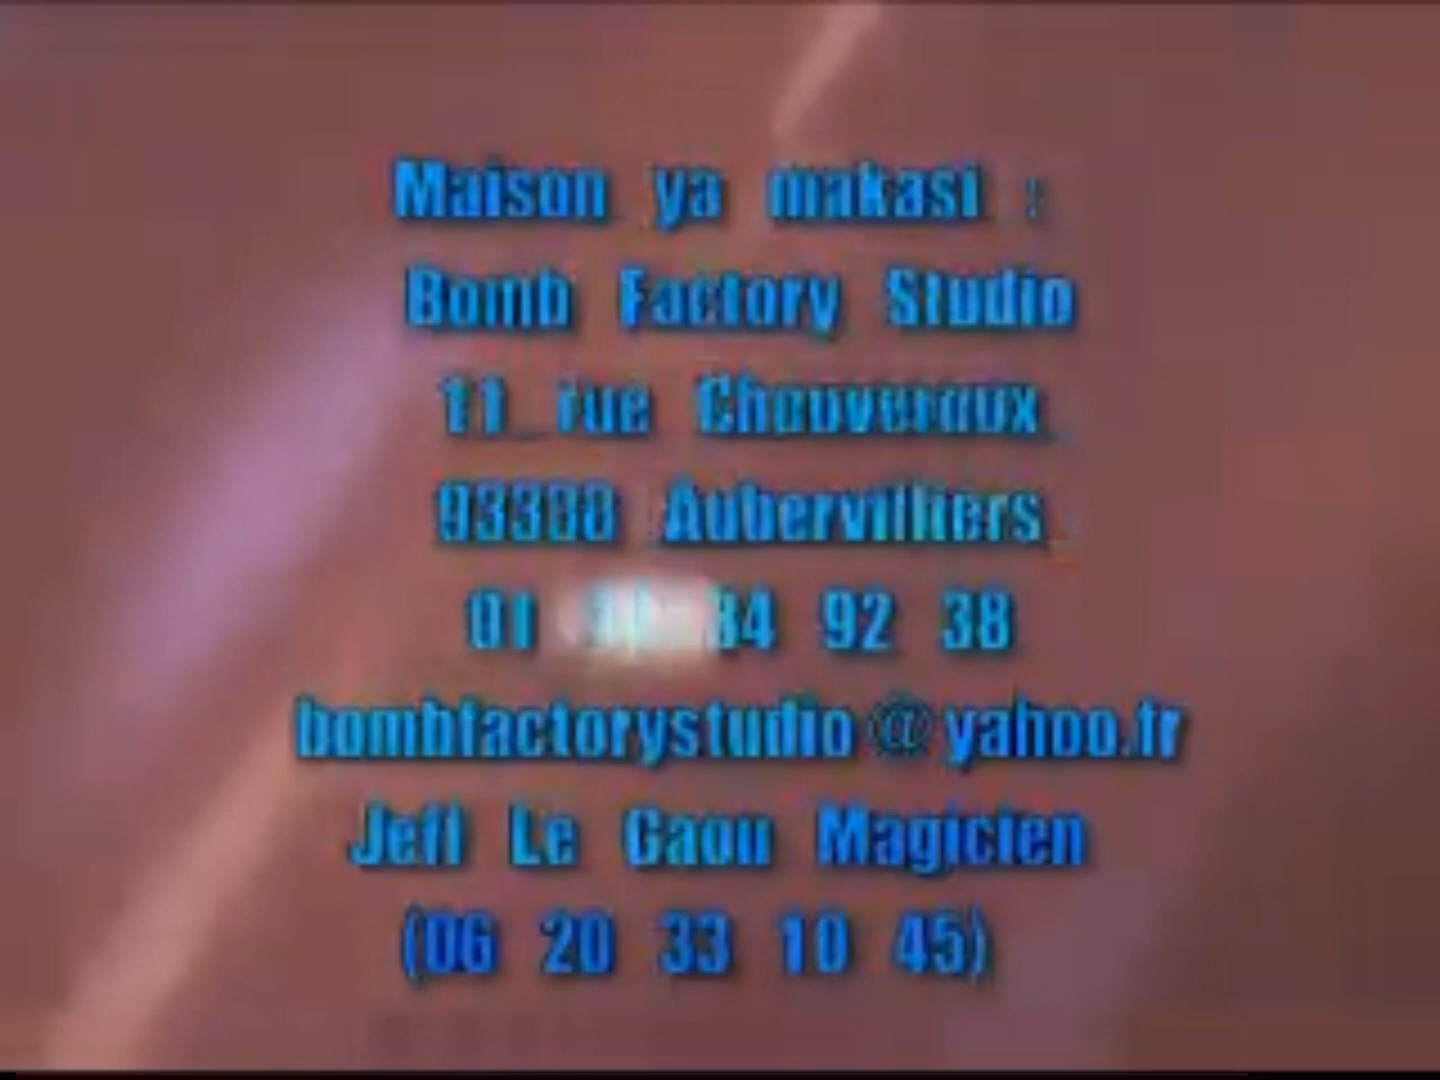 Maison ya makasi :
Bomb Factory Studio
11 rue Chouveroux
93300 Aubervilliers
01 84 92 38
bombfactorystudio@yahoo.fr
Jeff Le Gaou Magicien
(06 20 33 10 45)